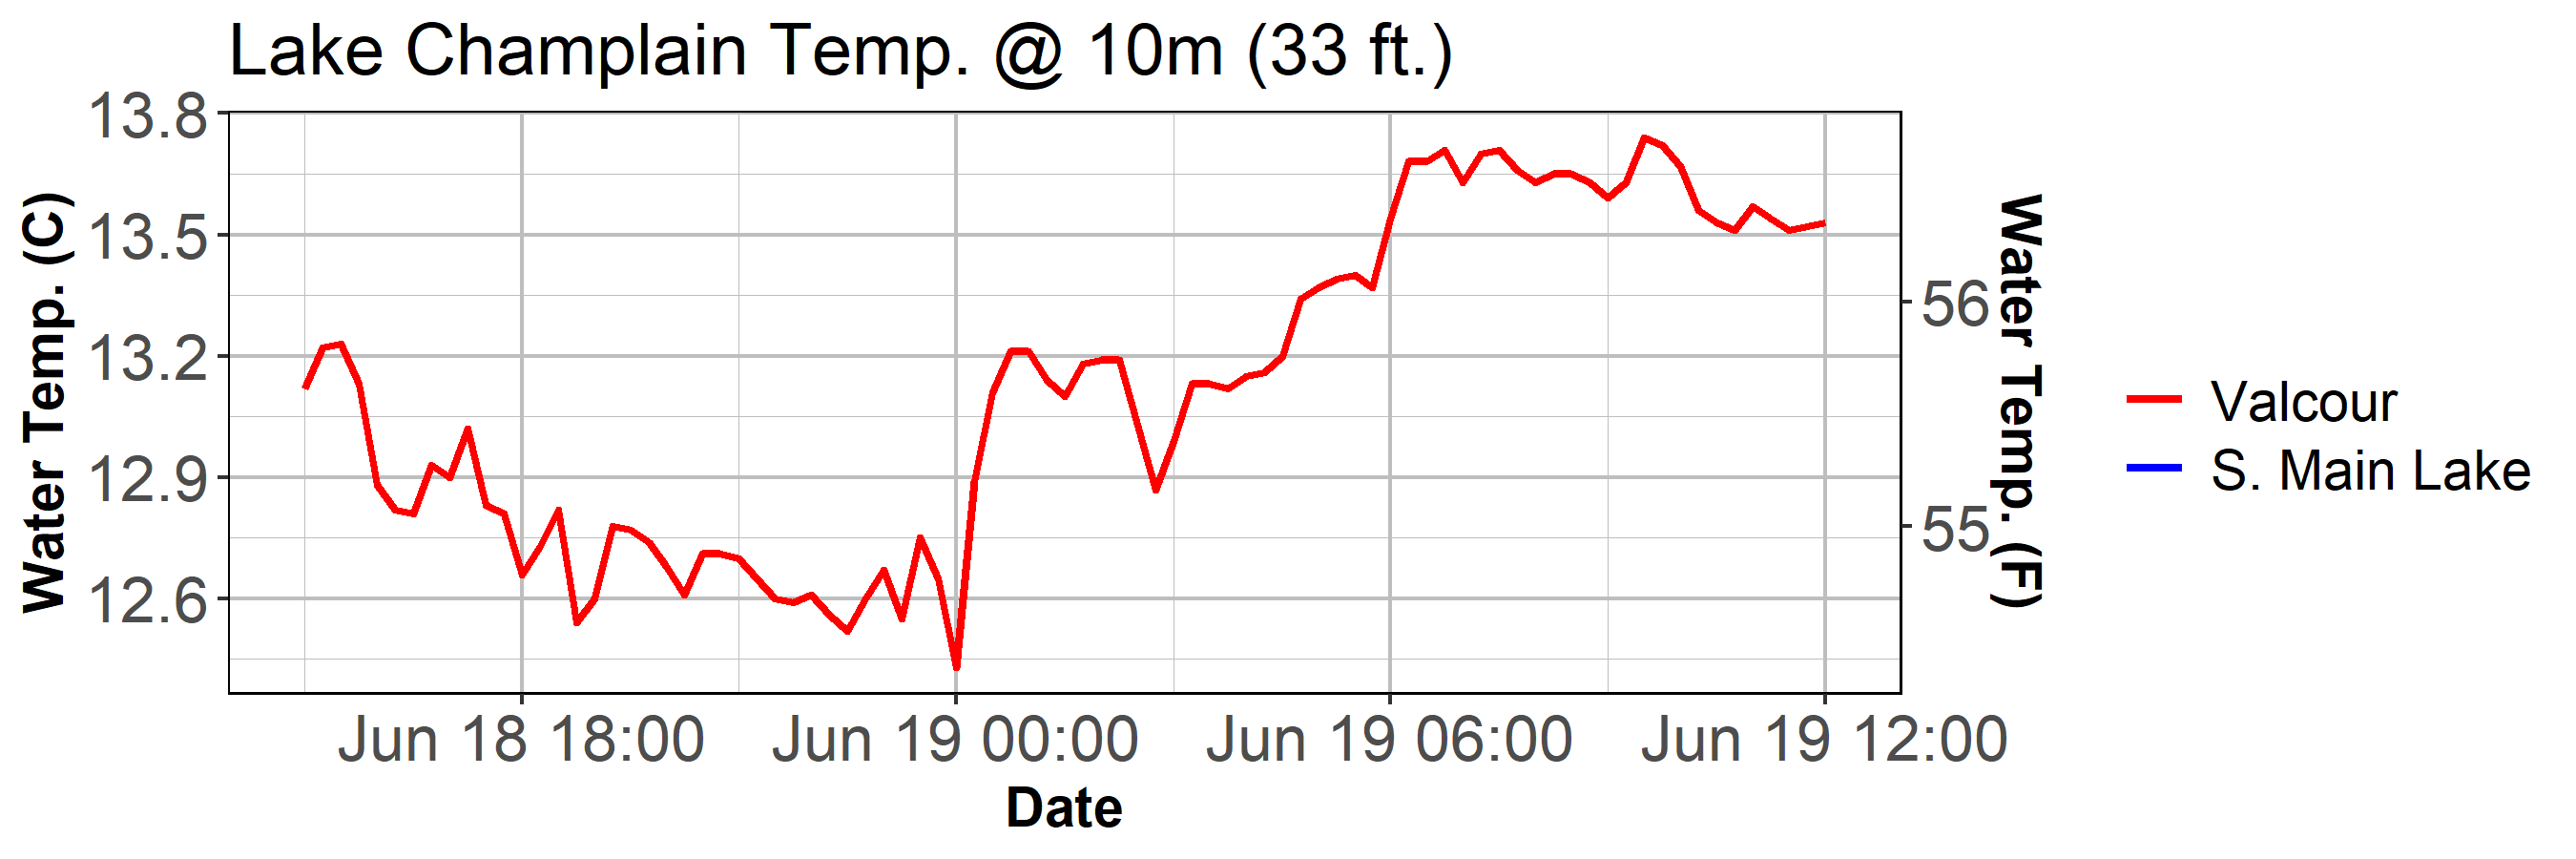 Lake Champlain Temp. @ 10m (33 ft.)
Water Temp. (C)
13.8
13.5
13.2
12.9
12.6
56
55
Water Temp. (F)
Valcour
S. Main Lake
Jun 18 18:00
Jun 19 00:00
Jun 19 06:00
Jun 19 12:00
Date